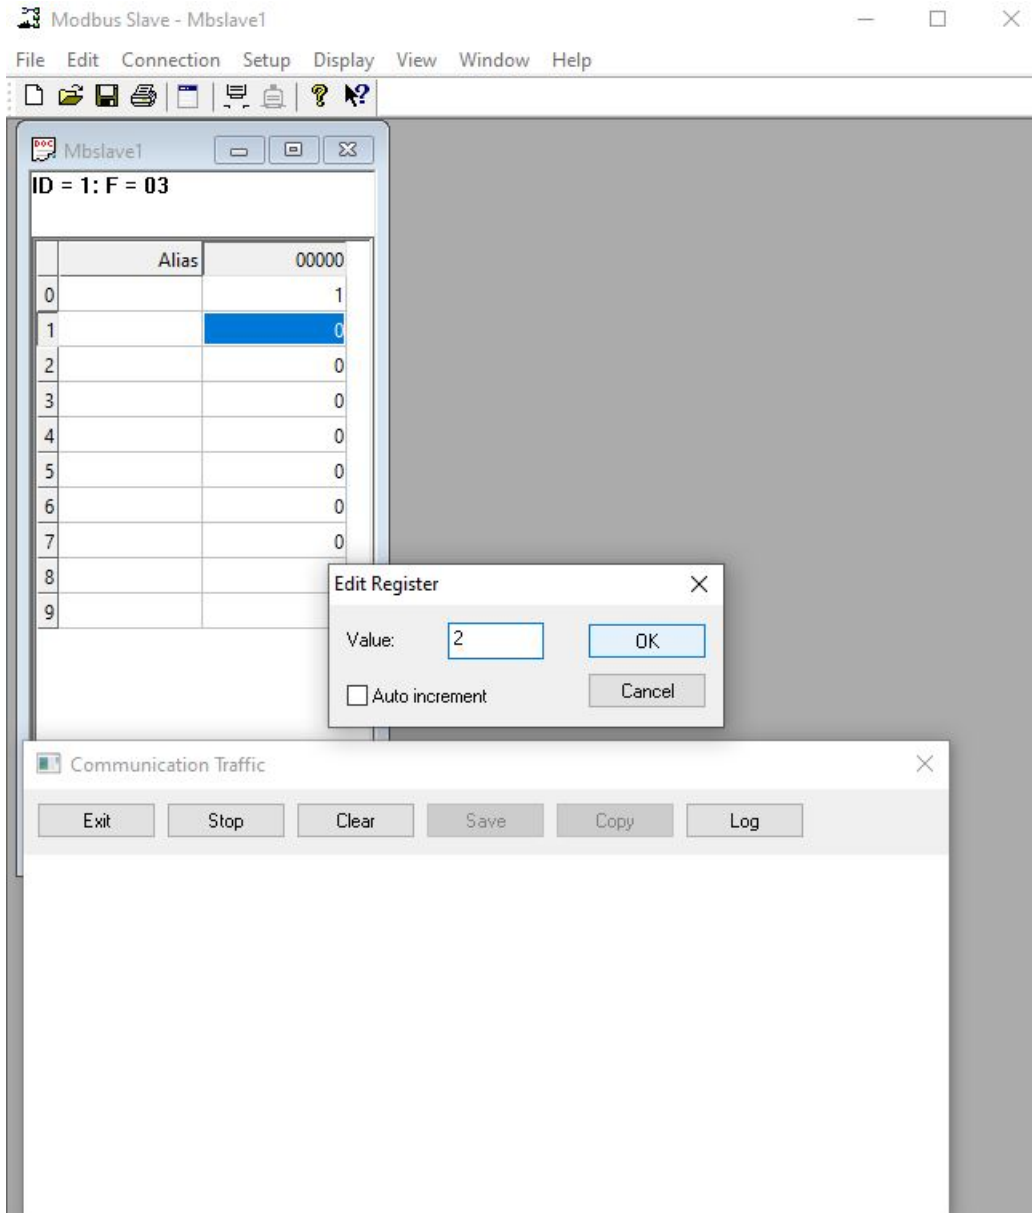 Modbus Slave - Mbslave1
File Edit Connection Setup Display View Window Help
Mbslave1
ID = 1: F = 03
Alias 00000
0 1
1 0
2 0
3 0
4 0
5 0
6 0
7 0
8
9
Edit Register
Value: 2 OK
Auto increment Cancel
Communication Traffic
Exit Stop Clear Save Copy Log